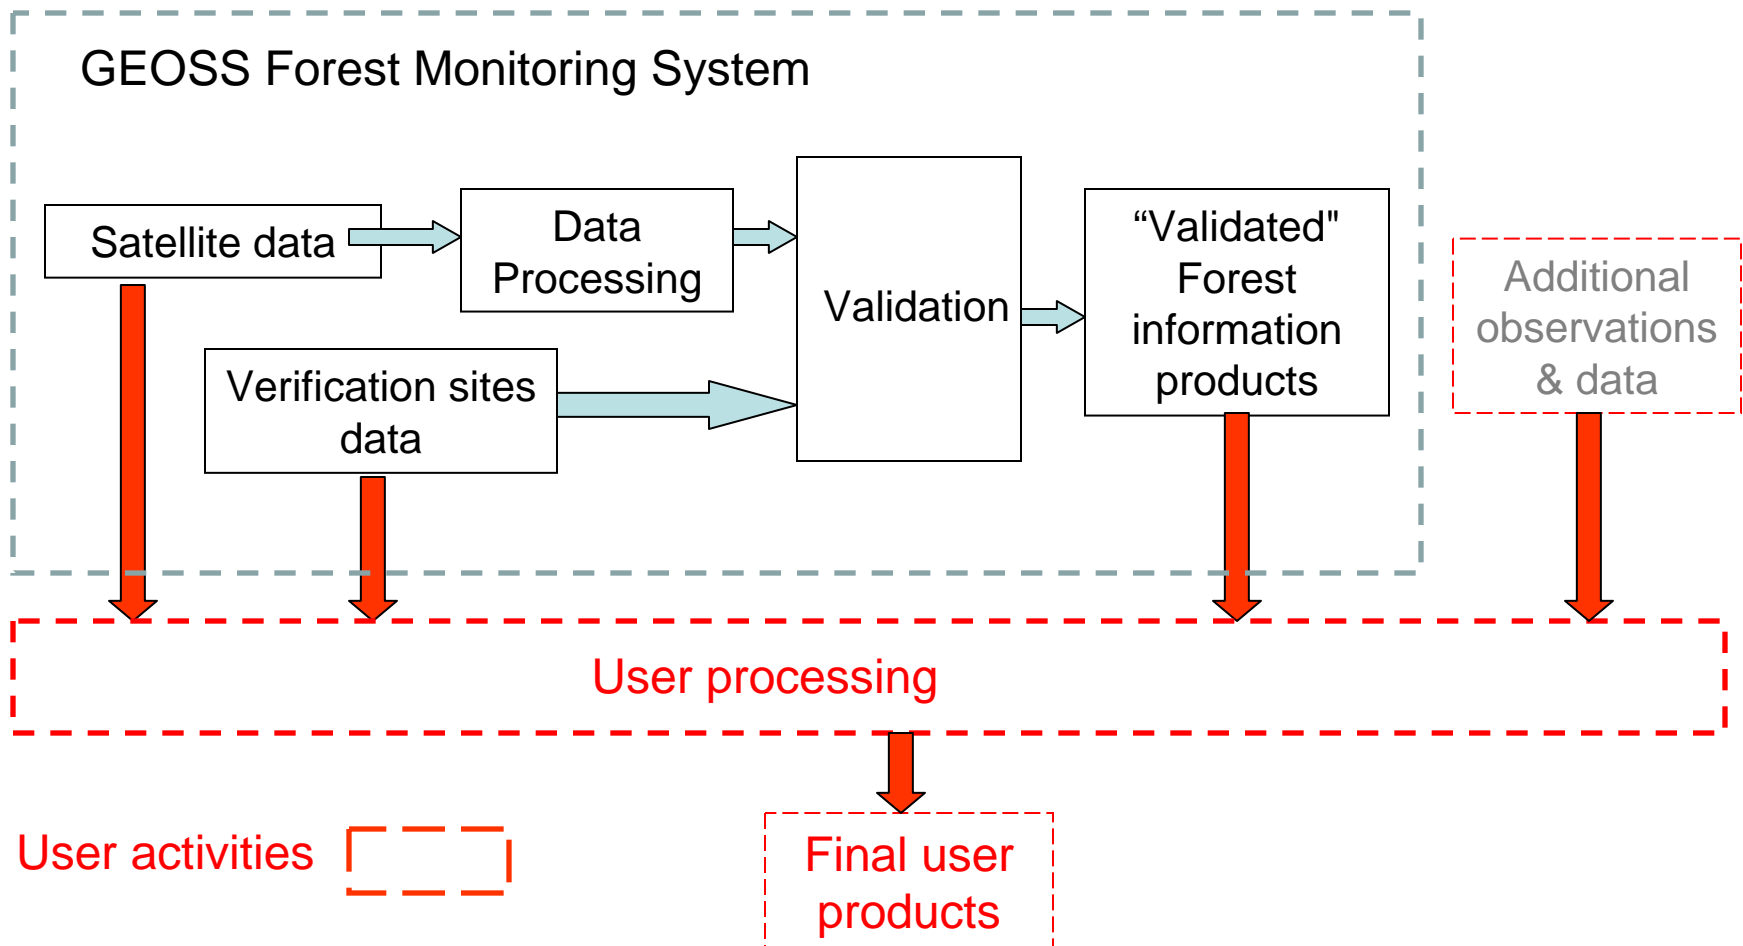 GEOSS Forest Monitoring System
Satellite data
Data
Processing
Verification sites
data
Validation
“Validated"
Forest
information
products
Additional
observations
& data
User processing
User activities
Final user
products